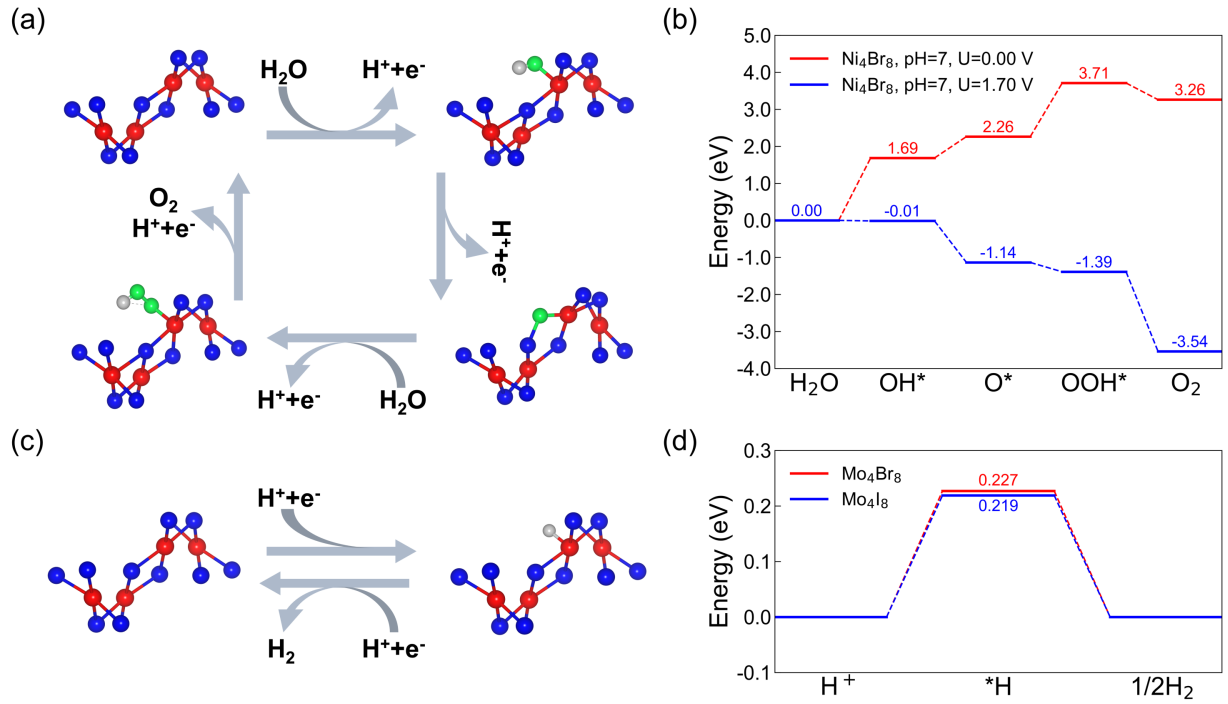 (a)
H₂O
H⁺+e⁻
O₂
H⁺+e⁻
H⁺+e⁻
H⁺+e⁻
H₂O
(b)
5.0
4.0
3.0
2.0
1.0
0.0
-1.0
-2.0
-3.0
-4.0
Energy (eV)
Ni₄Br₈, pH=7, U=0.00 V
Ni₄Br₈, pH=7, U=1.70 V
3.71
3.26
2.26
1.69
0.00
-0.01
-1.14
-1.39
-3.54
H₂O
OH*
O*
OOH*
O₂
(c)
H⁺+e⁻
H₂
H⁺+e⁻
(d)
0.3
0.2
0.1
0.0
-0.1
Energy (eV)
Mo₄Br₈
Mo₄I₈
0.227
0.219
H⁺
*H
1/2H₂